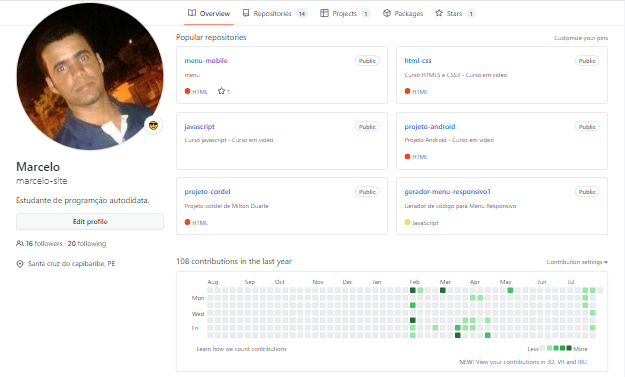 Overview Repositories 14 Projects 1 Packages Stars 1
Popular repositories Customize your pins
menu-mobile Public
menu
HTML 1
html-css Public
Curso HTML5 e CSS3 - Curso em video
HTML
javascript Public
Curso javascript - Curso em video
projeto-android Public
Projeto Android - Curso em video
HTML
projeto-cordel Public
Projeto cordel de Milton Duarte
HTML
gerador-menu-responsivo1 Public
Gerador de código para Menu Responsivo
JavaScript
Marcelo
marcelo-site
Estudante de programção autodidata.
Edit profile
16 followers · 20 following
Santa cruz do capibaribe, PE
108 contributions in the last year Contribution settings
Aug Sep Oct Nov Dec Jan Feb Mar Apr May Jun Jul
Mon
Wed
Fri
Learn how we count contributions Less More
NEW! View your contributions in 3D, VR and IRL!